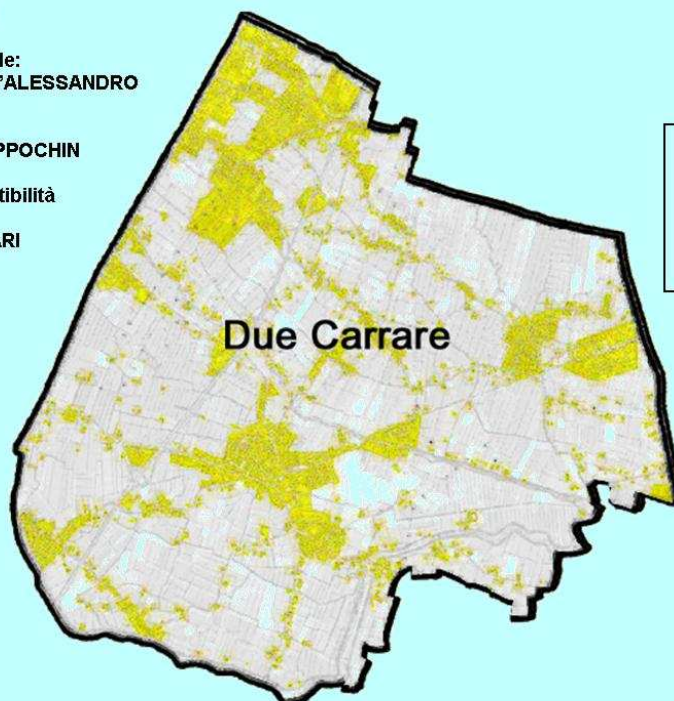 le:
'ALESSANDRO
PPOCHIN
tibilità
ARI
Due Carrare